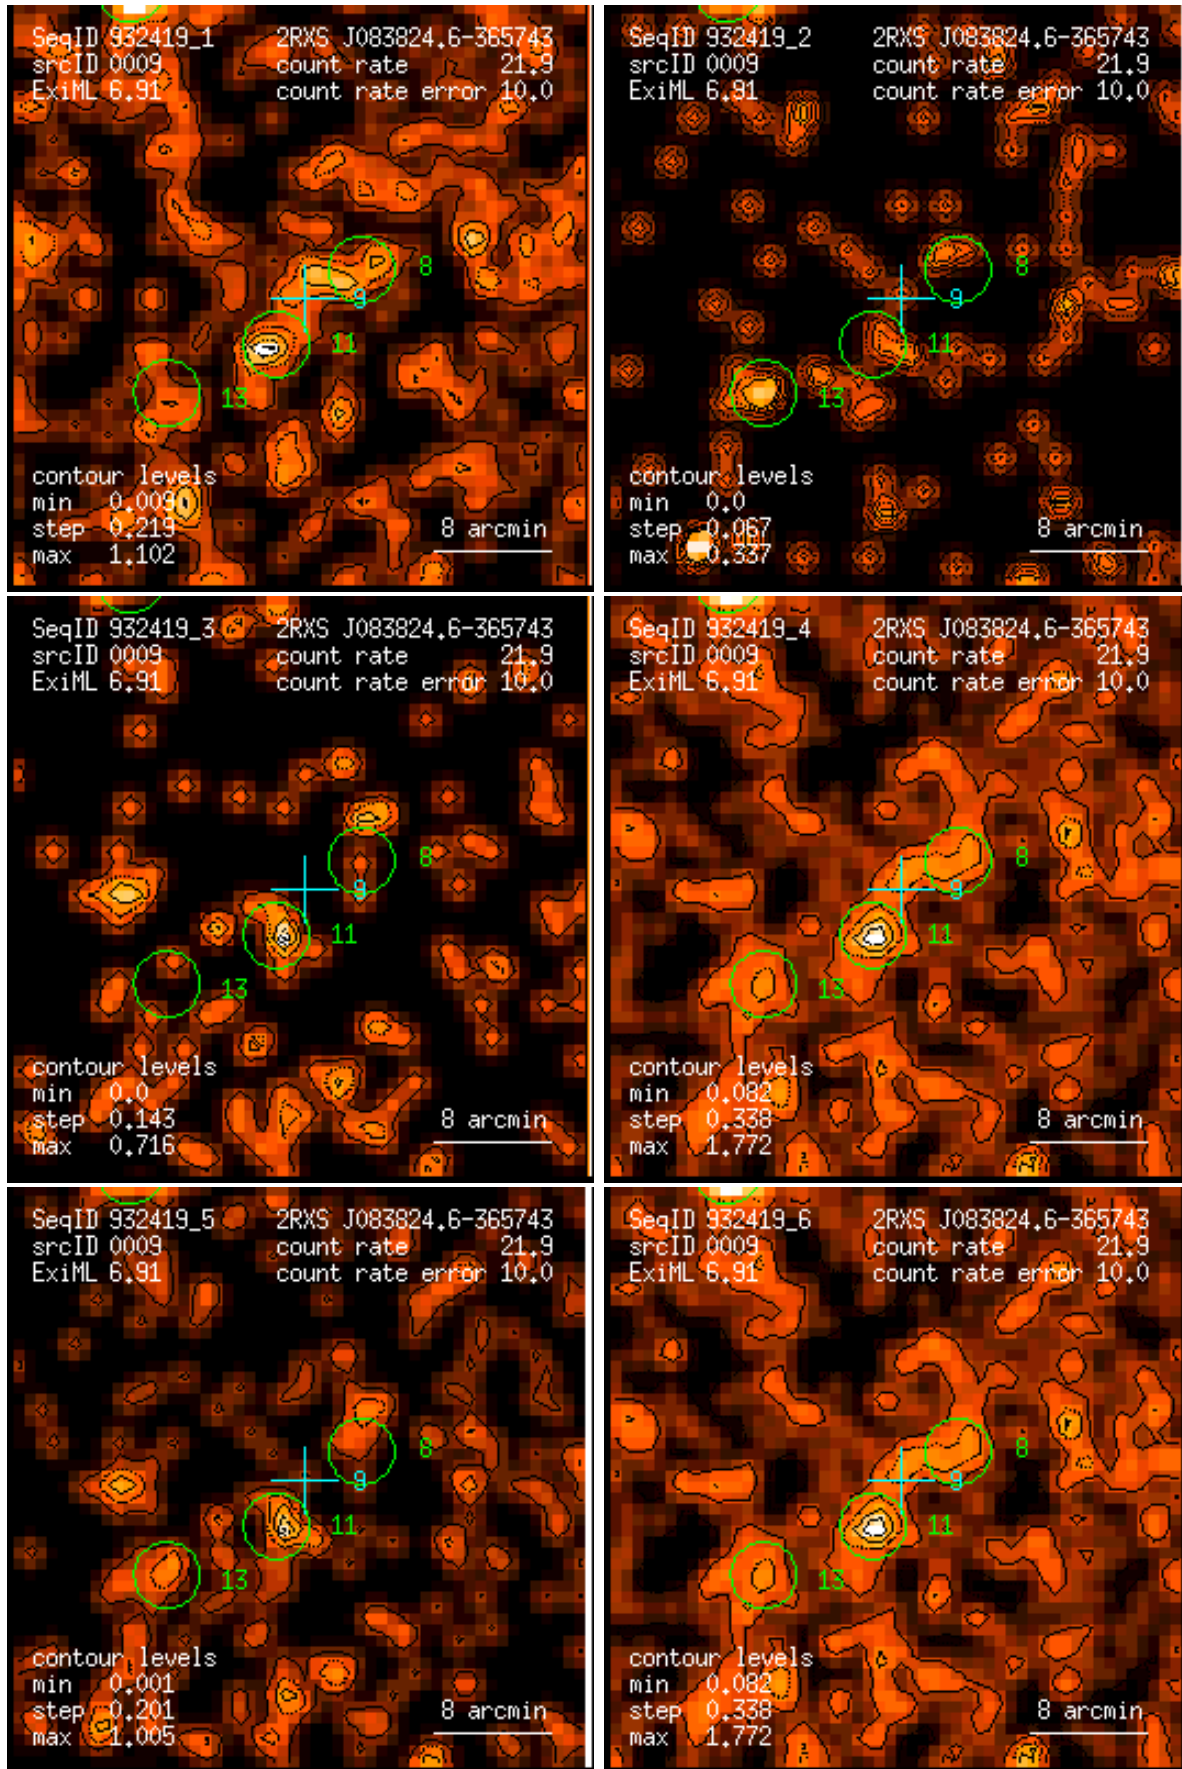 SeqID 932419_1 2RXS J083824.6-365743
srcID 0009 count rate 21.9
ExiML 6.91 count rate error 10.0
8
9
11
13
contour levels
min 0.009
step 0.219 8 arcmin
max 1.102
SeqID 932419_2 2RXS J083824.6-365743
srcID 0009 count rate 21.9
ExiML 6.91 count rate error 10.0
8
9
11
13
contour levels
min 0.0
step 0.067 8 arcmin
max 0.337
SeqID 932419_3 2RXS J083824.6-365743
srcID 0009 count rate 21.9
ExiML 6.91 count rate error 10.0
8
9
11
13
contour levels
min 0.0
step 0.143 8 arcmin
max 0.716
SeqID 932419_4 2RXS J083824.6-365743
srcID 0009 count rate 21.9
ExiML 6.91 count rate error 10.0
8
9
11
13
contour levels
min 0.082
step 0.338 8 arcmin
max 1.772
SeqID 932419_5 2RXS J083824.6-365743
srcID 0009 count rate 21.9
ExiML 6.91 count rate error 10.0
8
9
11
13
contour levels
min 0.001
step 0.201 8 arcmin
max 1.005
SeqID 932419_6 2RXS J083824.6-365743
srcID 0009 count rate 21.9
ExiML 6.91 count rate error 10.0
8
9
11
13
contour levels
min 0.082
step 0.338 8 arcmin
max 1.772